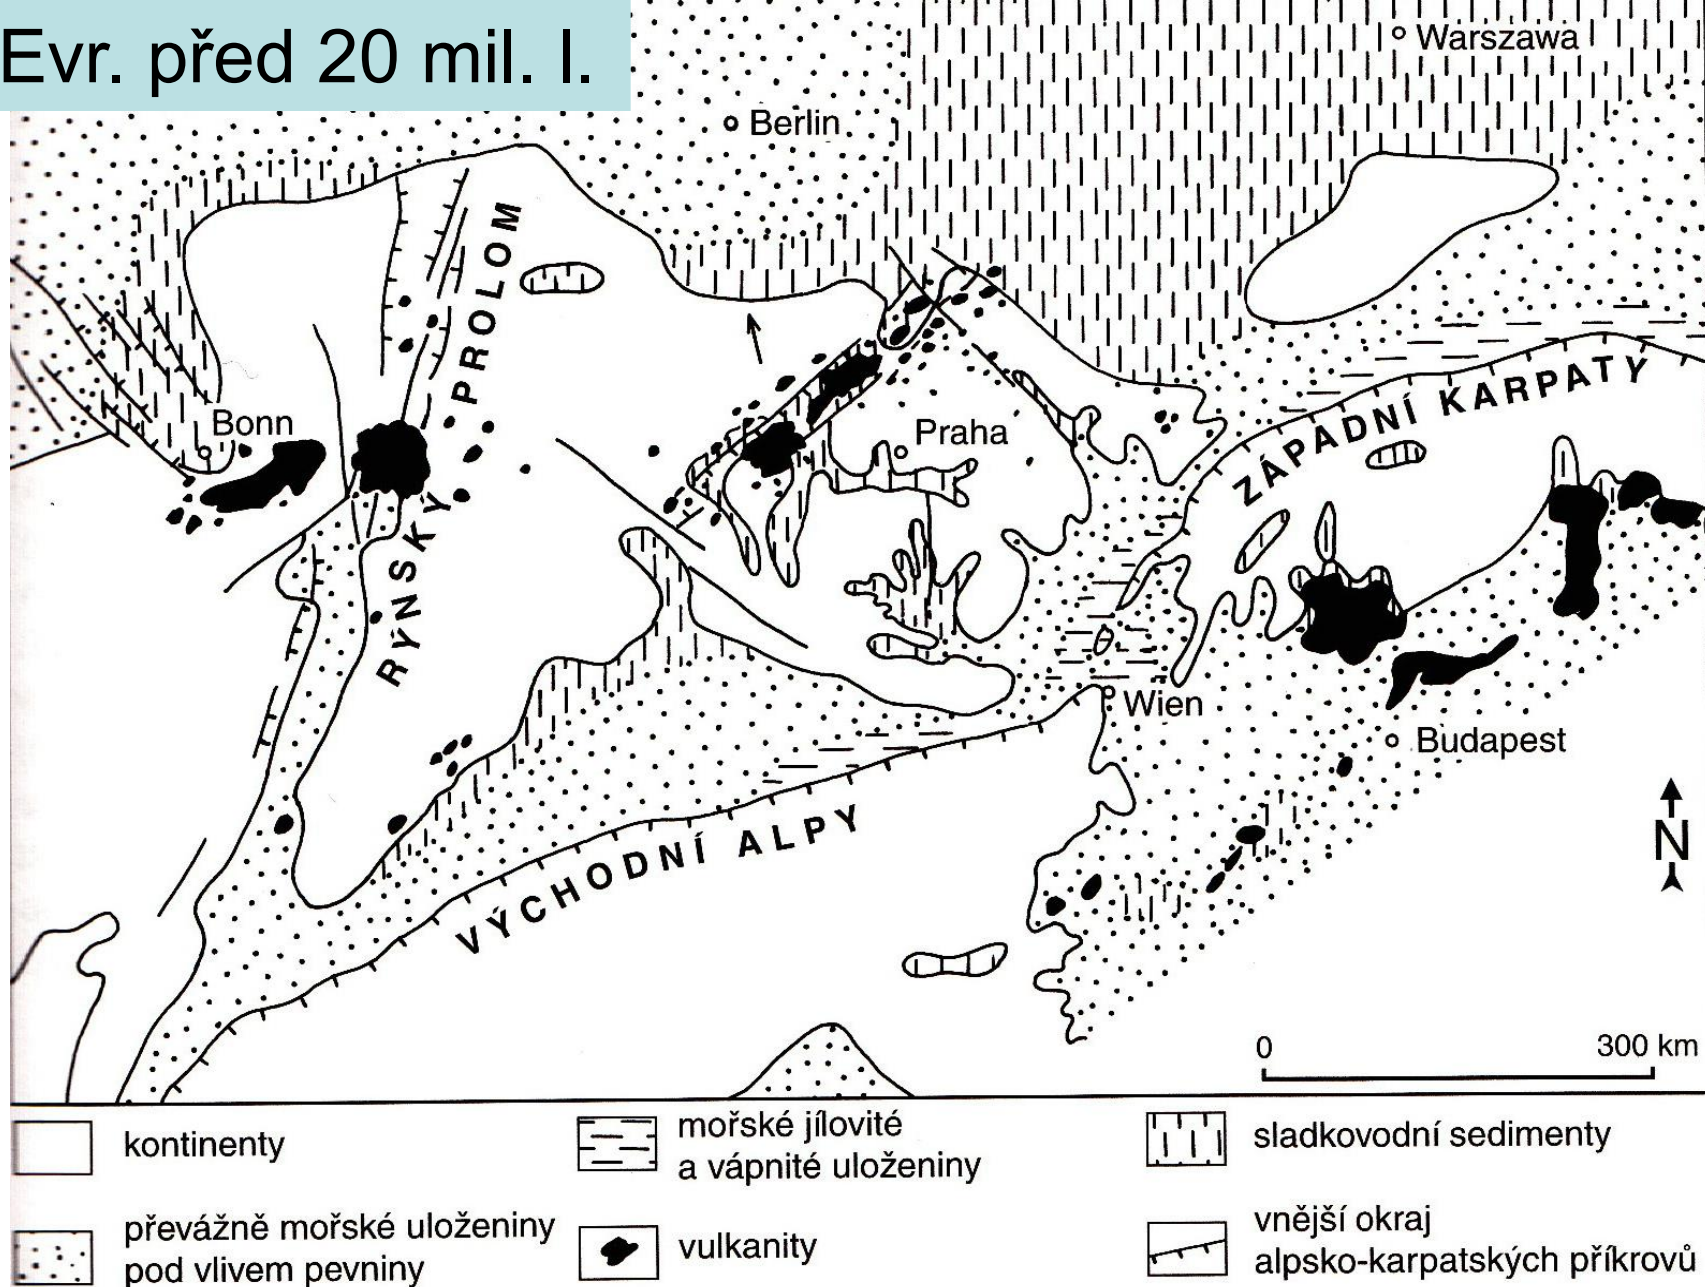 Evr. před 20 mil. l.
Warszawa
Berlin
RÝNSKÝ PROLOM
Bonn
Praha
ZÁPADNÍ KARPATY
Wien
Budapest
VÝCHODNÍ ALPY
N
0 300 km
kontinenty
mořské jílovité
a vápnité uloženiny
sladkovodní sedimenty
převážně mořské uloženiny
pod vlivem pevniny
vulkanity
vnější okraj
alpsko-karpatských příkrovů